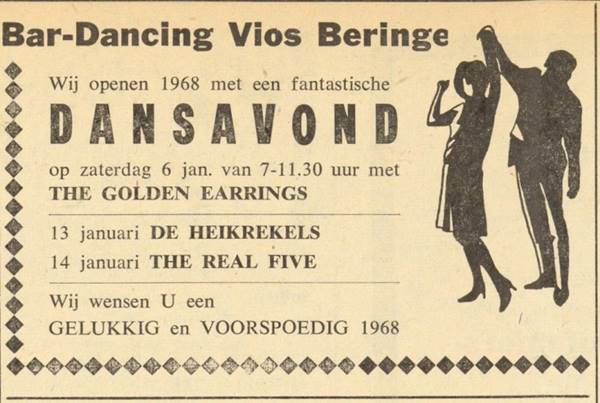 Bar-Dancing Vios Beringe
Wij openen 1968 met een fantastische
DANSAVOND
op zaterdag 6 jan. van 7-11.30 uur met
THE GOLDEN EARRINGS
13 januari DE HEIKREKELS
14 januari THE REAL FIVE
Wij wensen U een
GELUKKIG en VOORSPOEDIG 1968